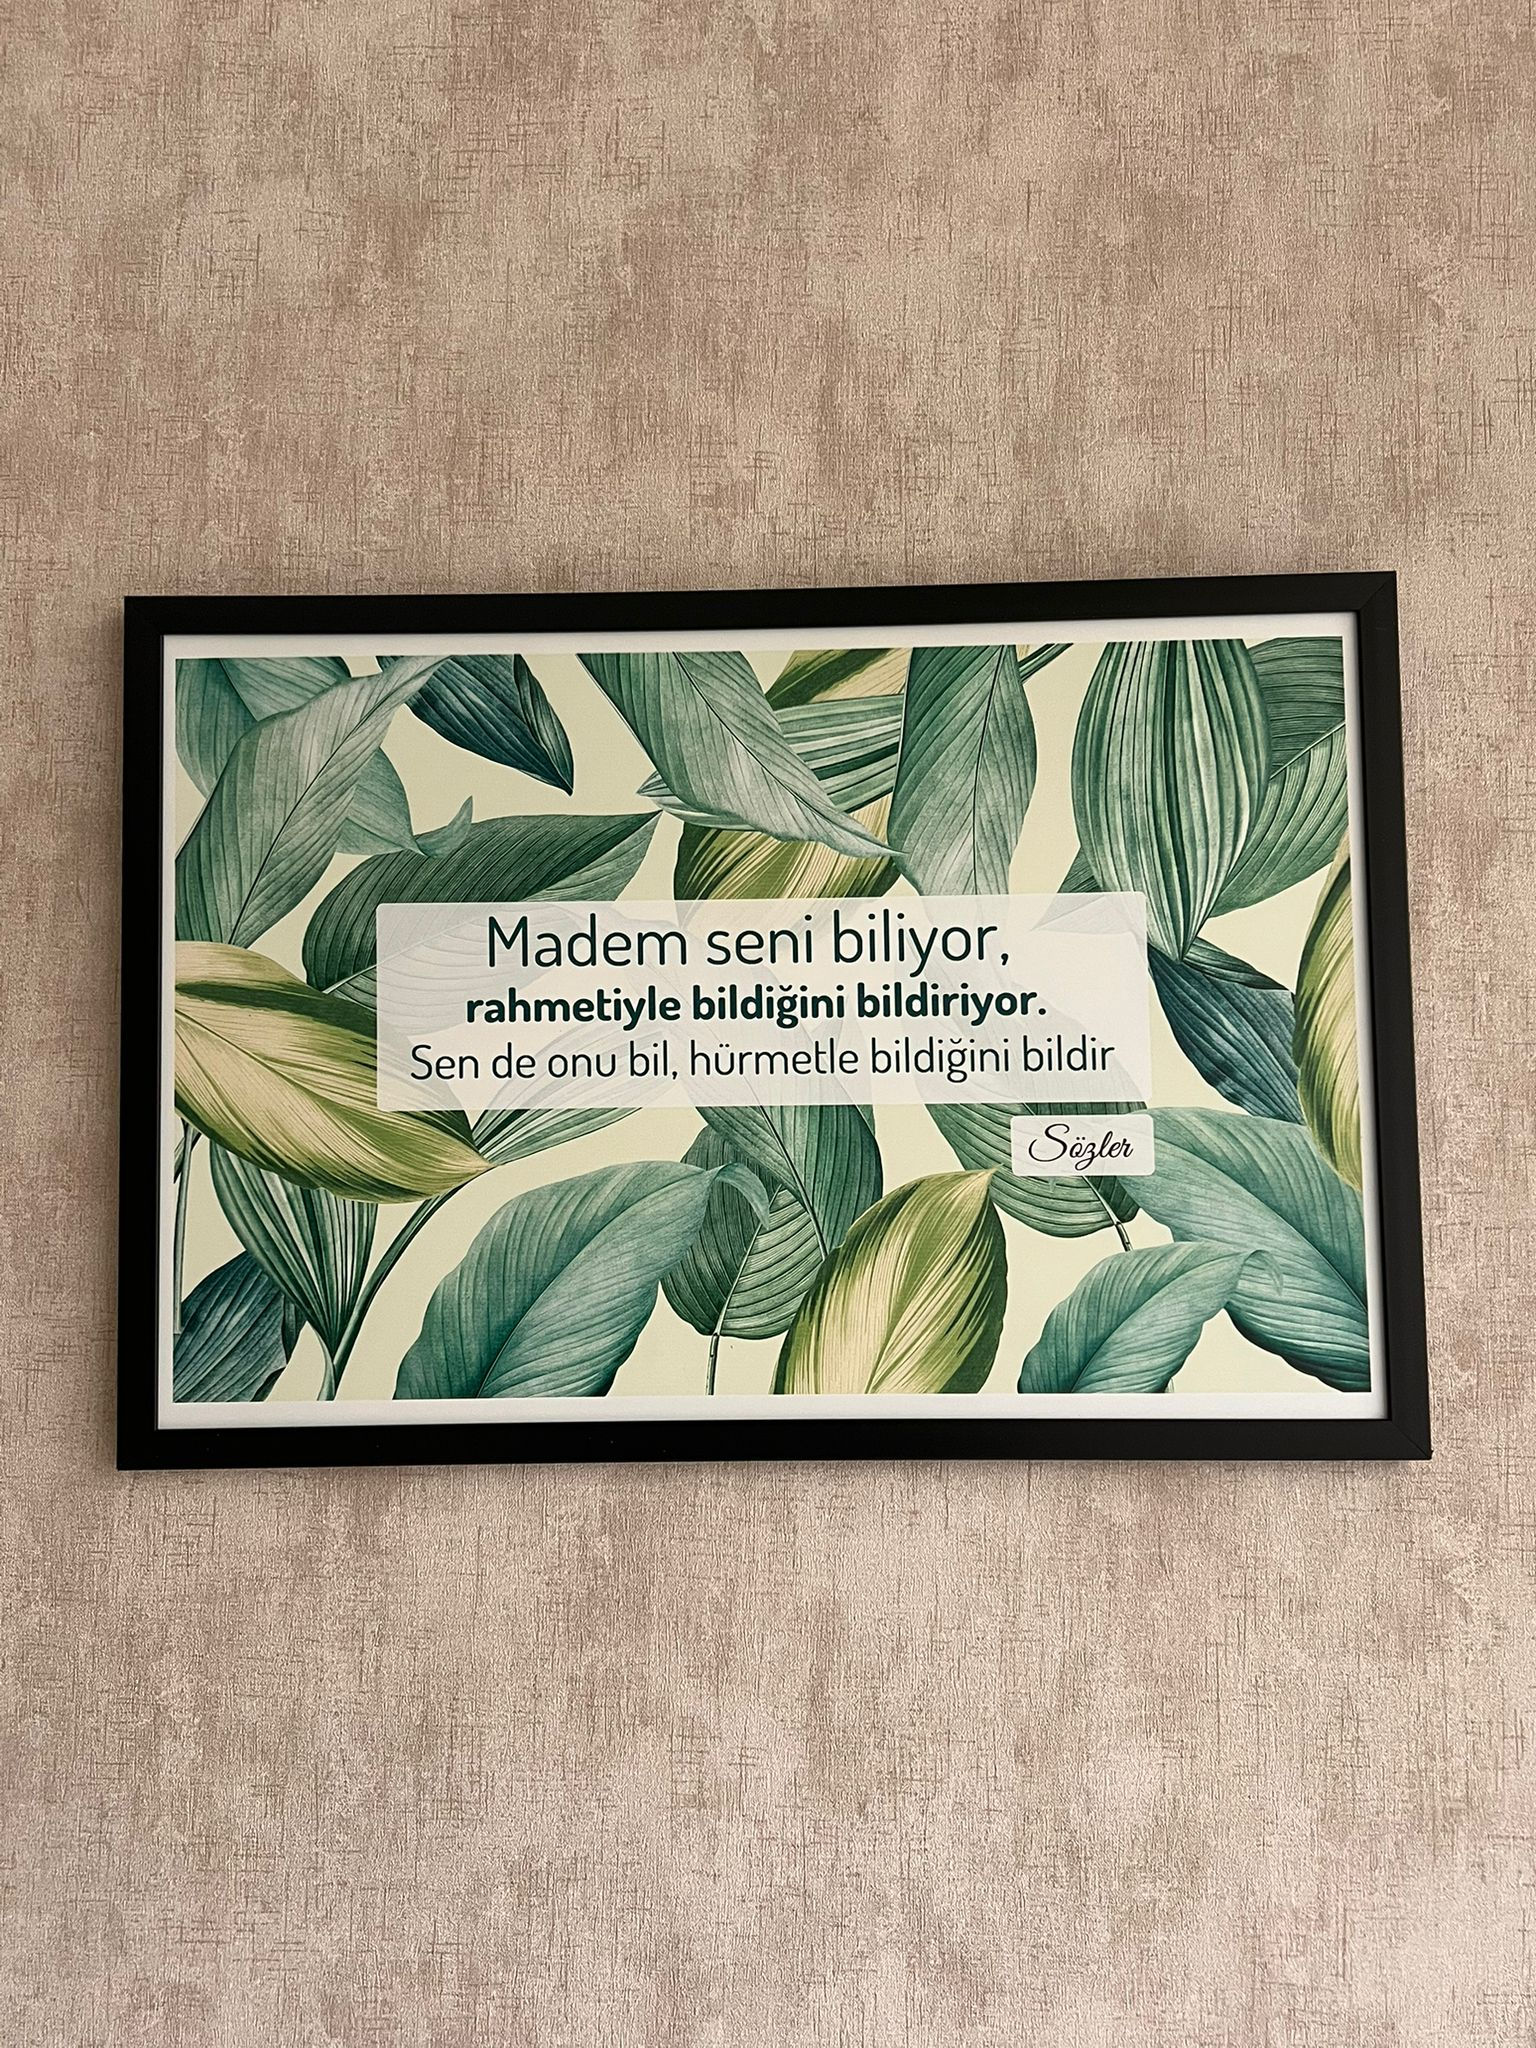 Madem seni biliyor,
rahmetiyle bildiğini bildiriyor.
Sen de onu bil, hürmetle bildiğini bildir
Sözler